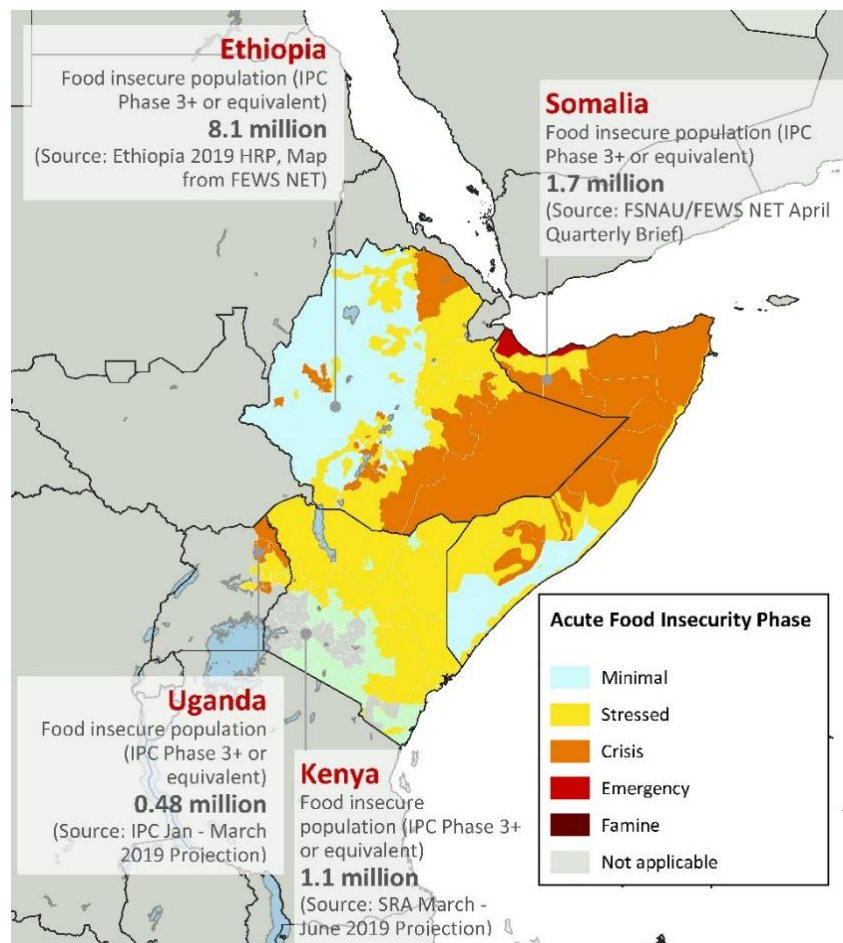 Ethiopia
Food insecure population (IPC
Phase 3+ or equivalent)
8.1 million
(Source: Ethiopia 2019 HRP, Map
from FEWS NET)
Somalia
Food insecure population (IPC
Phase 3+ or equivalent)
1.7 million
(Source: FSNAU/FEWS NET April
Quarterly Brief)
Uganda
Food insecure population
(IPC Phase 3+ or
equivalent)
0.48 million
(Source: IPC Jan - March
2019 Projection)
Kenya
Food insecure
population (IPC Phase 3+
or equivalent)
1.1 million
(Source: SRA March -
June 2019 Projection)
Acute Food Insecurity Phase
Minimal
Stressed
Crisis
Emergency
Famine
Not applicable